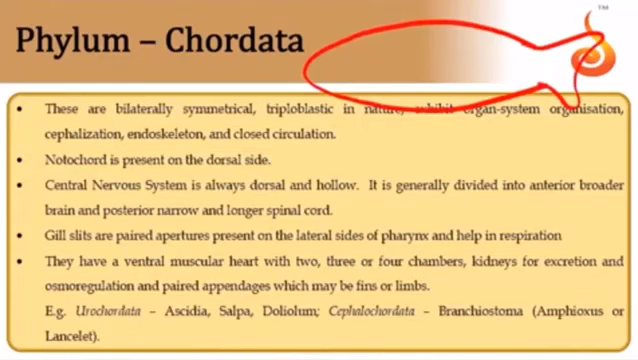 Phylum – Chordata
TM
• These are bilaterally symmetrical, triploblastic in nature, exhibit organ-system organisation,
cephalization, endoskeleton, and closed circulation.
• Notochord is present on the dorsal side.
• Central Nervous System is always dorsal and hollow. It is generally divided into anterior broader
brain and posterior narrow and longer spinal cord.
• Gill slits are paired apertures present on the lateral sides of pharynx and help in respiration
• They have a ventral muscular heart with two, three or four chambers, kidneys for excretion and
osmoregulation and paired appendages which may be fins or limbs.
E.g. Urochordata – Ascidia, Salpa, Doliolum; Cephalochordata – Branchiostoma (Amphioxus or
Lancelet).